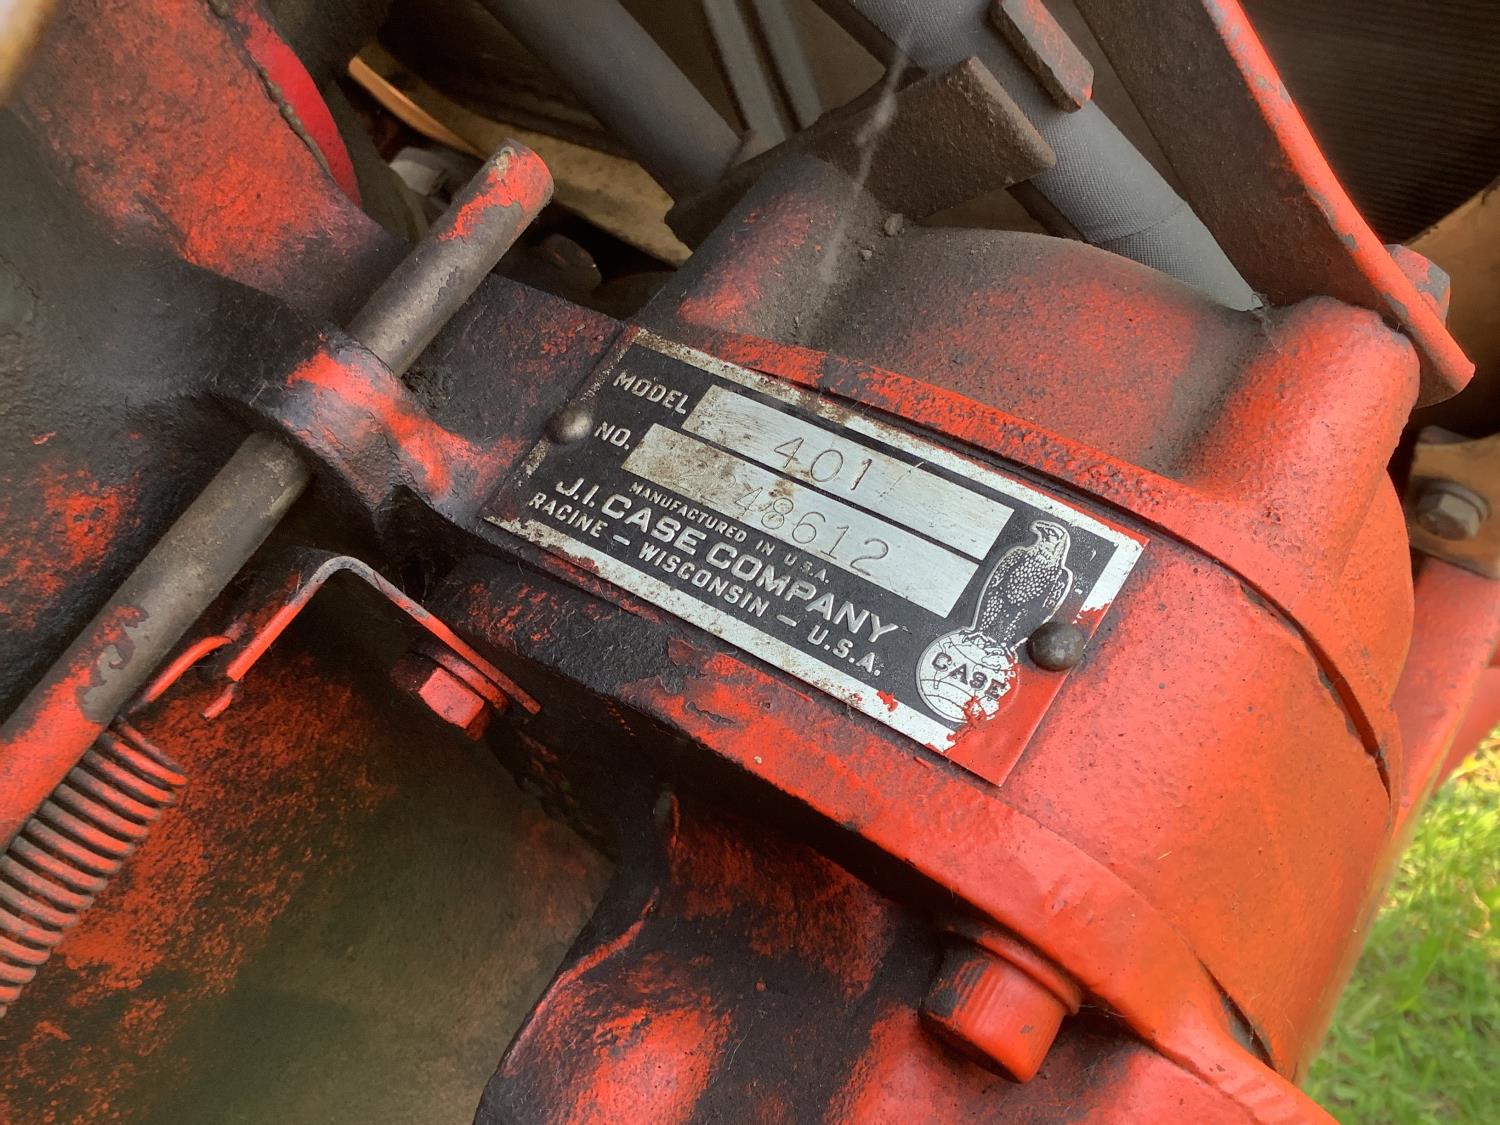 MODEL 401
NO. 48612
MANUFACTURED IN U.S.A.
J.I. CASE COMPANY
RACINE – WISCONSIN – U.S.A.
CASE